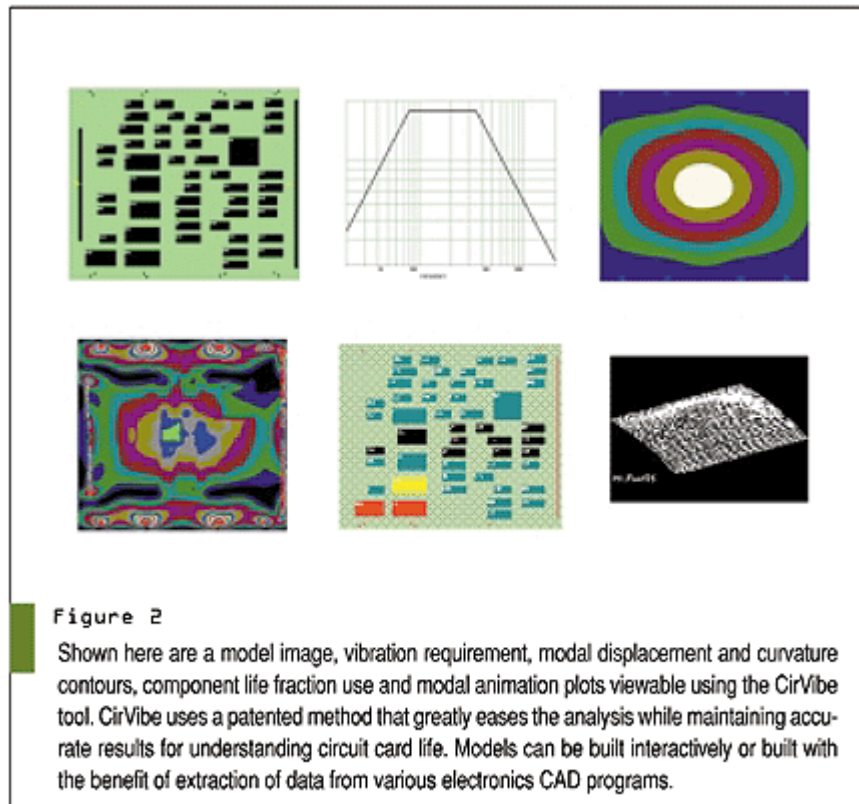 Figure 2
Shown here are a model image, vibration requirement, modal displacement and curvature
contours, component life fraction use and modal animation plots viewable using the CirVibe
tool. CirVibe uses a patented method that greatly eases the analysis while maintaining accu-
rate results for understanding circuit card life. Models can be built interactively or built with
the benefit of extraction of data from various electronics CAD programs.